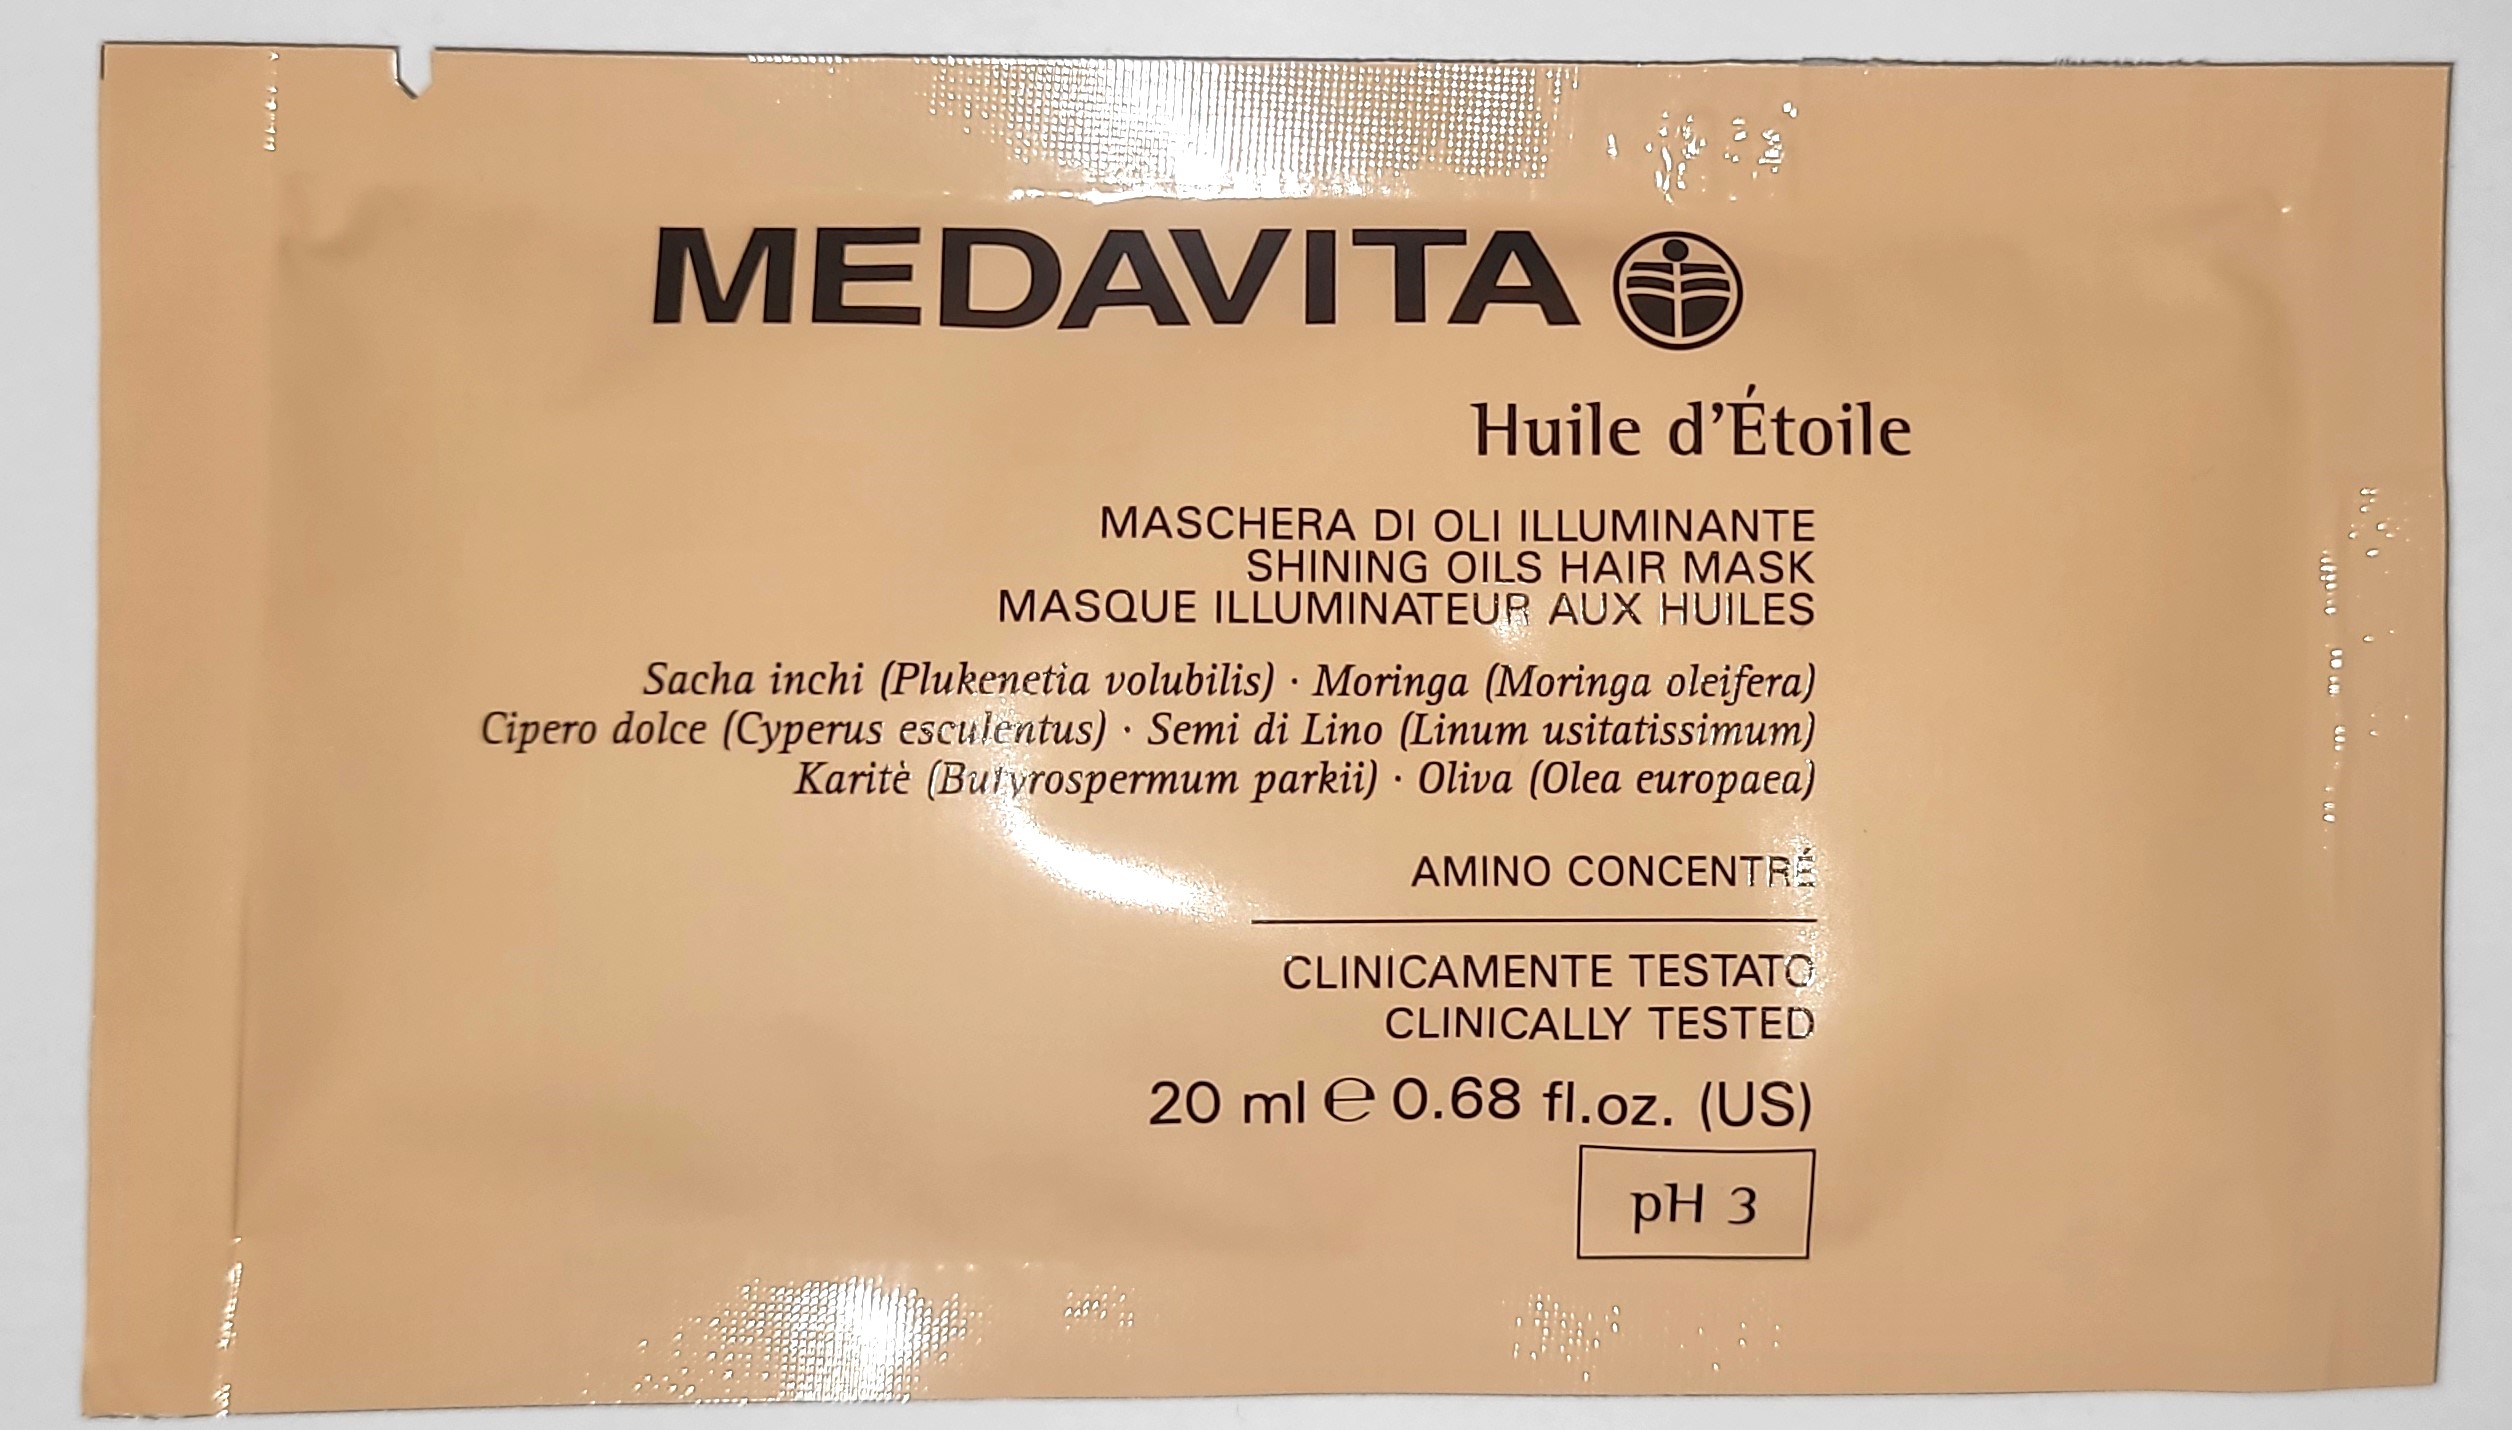 MEDAVITA
Huile d'Étoile
MASCHERA DI OLI ILLUMINANTE
SHINING OILS HAIR MASK
MASQUE ILLUMINATEUR AUX HUILES
Sacha inchi (Plukenetia volubilis) · Moringa (Moringa oleifera)
Cipero dolce (Cyperus esculentus) · Semi di Lino (Linum usitatissimum)
Karitè (Butyrospermum parkii) · Oliva (Olea europaea)
AMINO CONCENTRÉ
CLINICAMENTE TESTATO
CLINICALLY TESTED
20 ml ℮ 0.68 fl.oz. (US)
pH 3